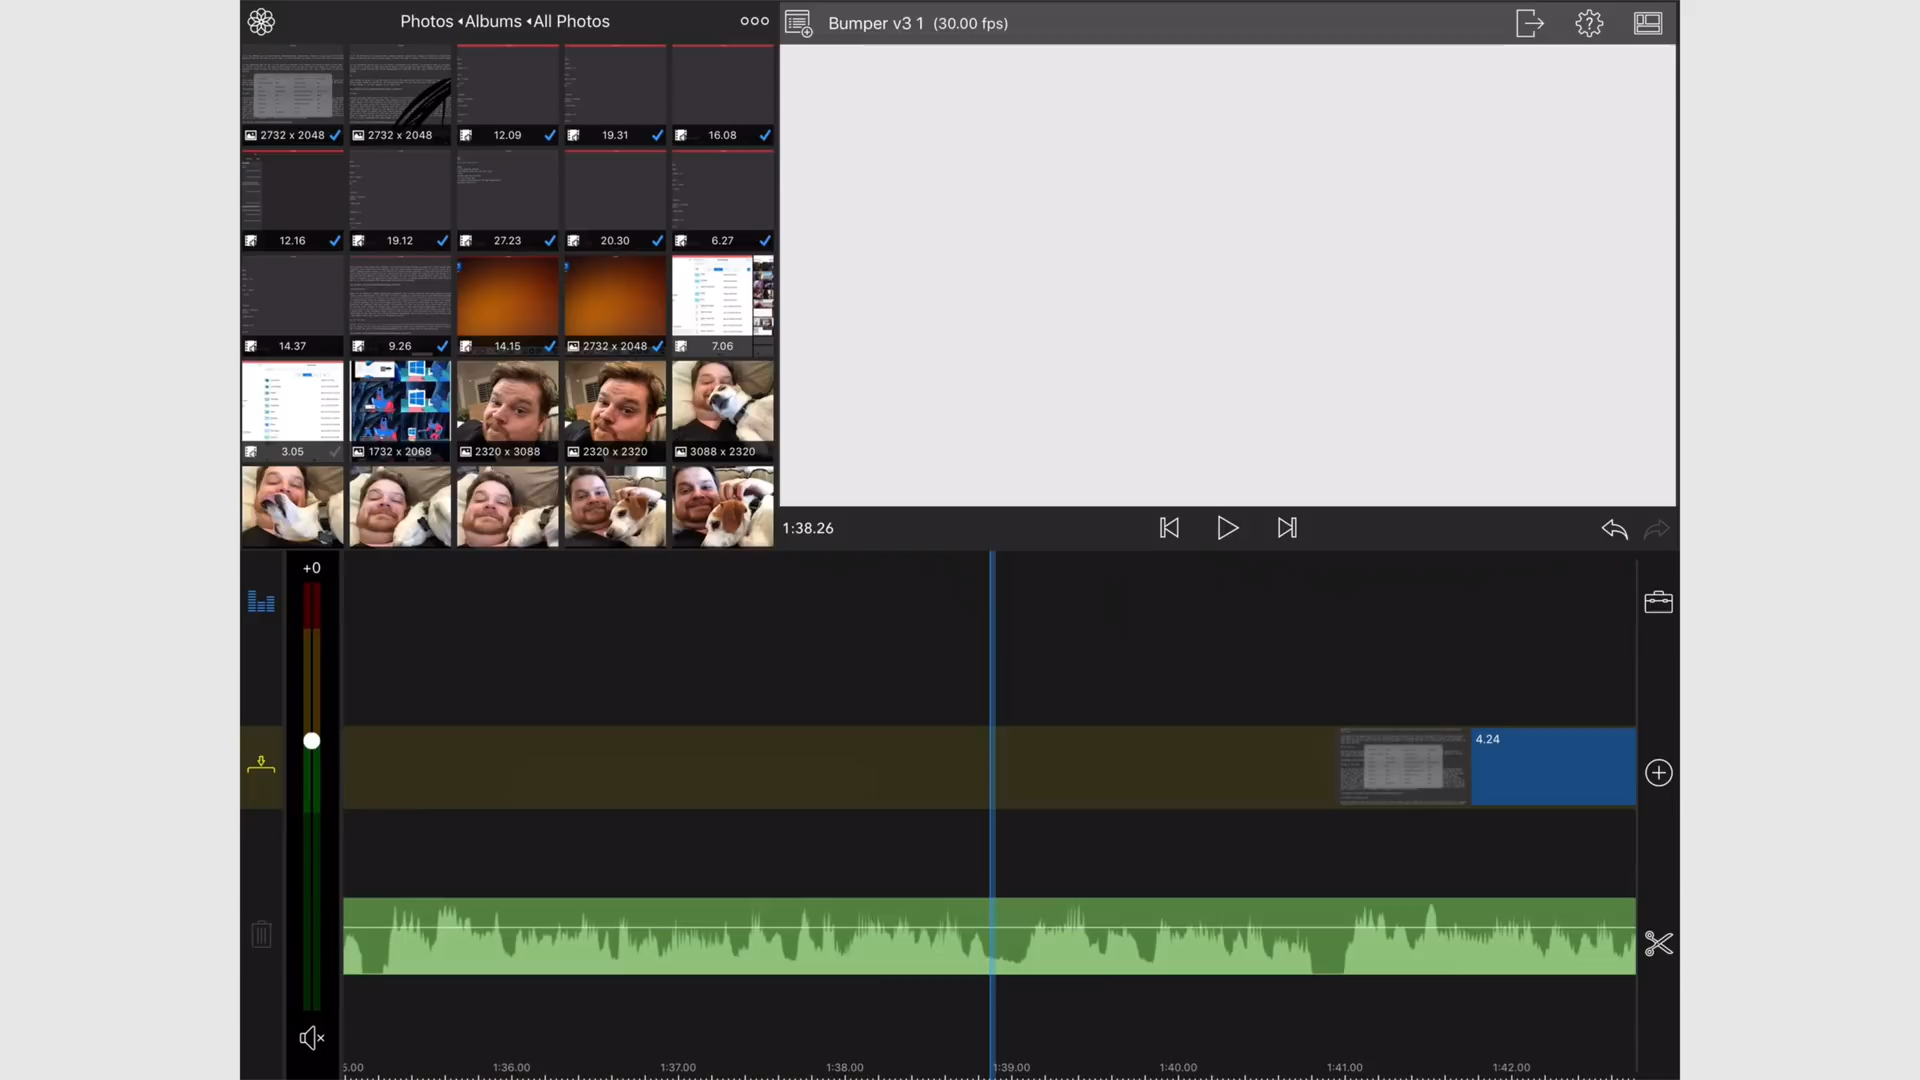 Photos ◂Albums ◂All Photos
Bumper v3 1 (30.00 fps)
2732 x 2048
2732 x 2048
12.09
19.31
16.08
12.16
19.12
27.23
20.30
6.27
14.37
9.26
14.15
2732 x 2048
7.06
3.05
1732 x 2068
2320 x 3088
2320 x 2320
3088 x 2320
1:38.26
+0
4.24
5.00
1:36.00
1:37.00
1:38.00
1:39.00
1:40.00
1:41.00
1:42.00